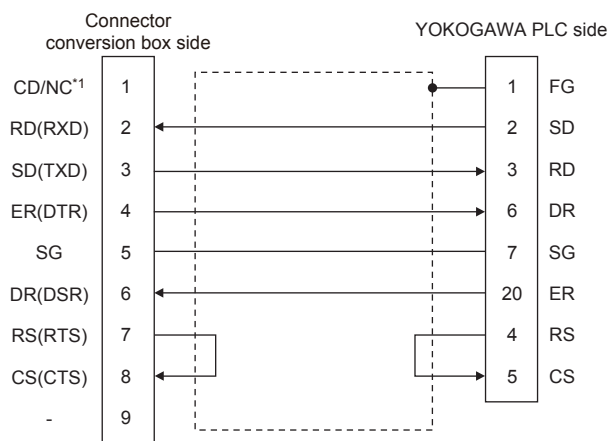 Connector
conversion box side
YOKOGAWA PLC side
CD/NC*1 1 1 FG
RD(RXD) 2 2 SD
SD(TXD) 3 3 RD
ER(DTR) 4 6 DR
SG 5 7 SG
DR(DSR) 6 20 ER
RS(RTS) 7 4 RS
CS(CTS) 8 5 CS
- 9